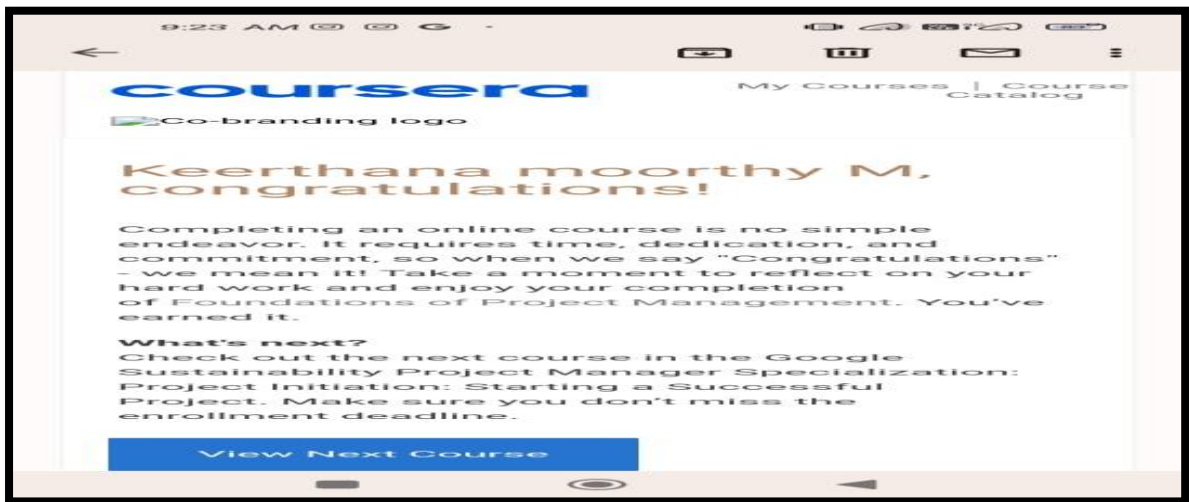 9:23 AM
coursera
My Courses | Course
Catalog
Co-branding logo
Keerthana moorthy M,
congratulations!
Completing an online course is no simple
endeavor. It requires time, dedication, and
commitment, so when we say "Congratulations"
- we mean it! Take a moment to reflect on your
hard work and enjoy your completion
of Foundations of Project Management. You've
earned it.
What's next?
Check out the next course in the Google
Sustainability Project Manager Specialization:
Project Initiation: Starting a Successful
Project. Make sure you don't miss the
enrollment deadline.
View Next Course